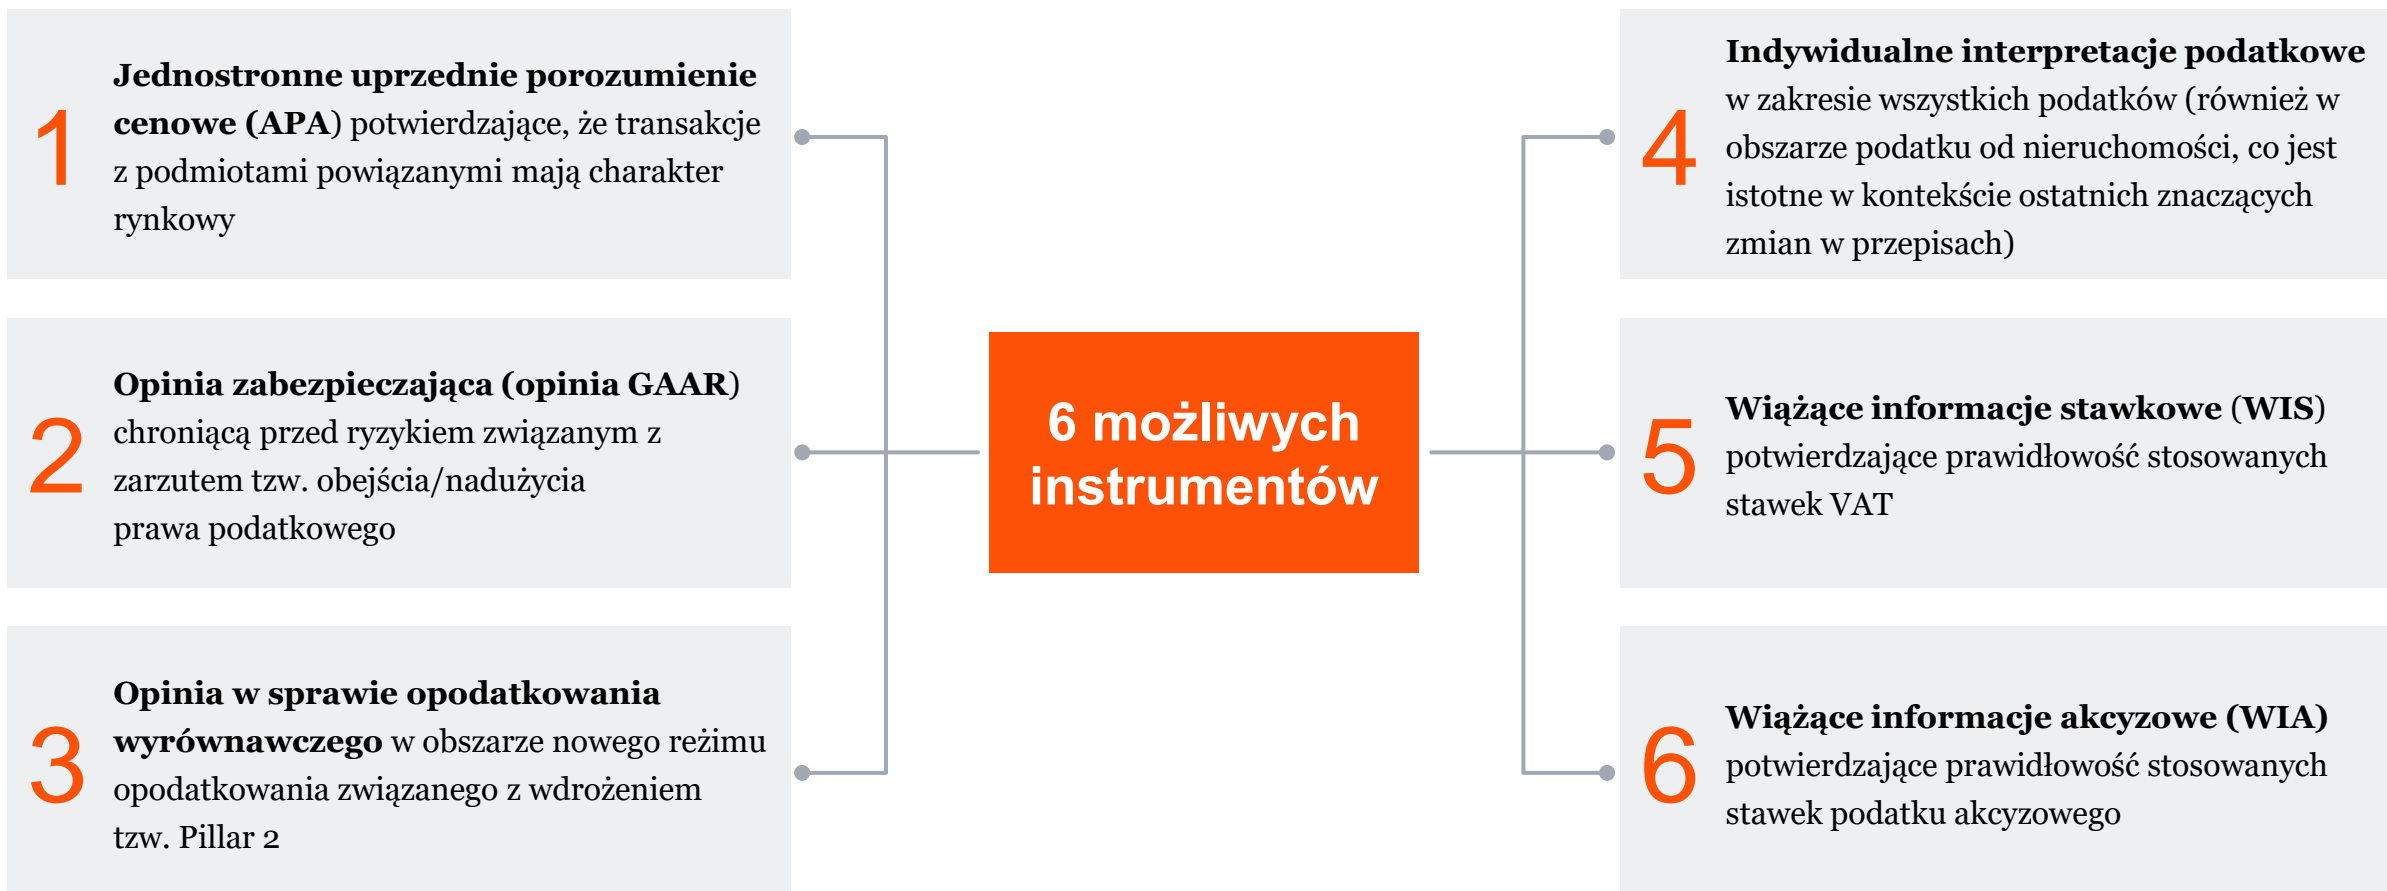 1
Jednostronne uprzednie porozumienie
cenowe (APA) potwierdzające, że transakcje
z podmiotami powiązanymi mają charakter
rynkowy
2
Opinia zabezpieczająca (opinia GAAR)
chroniącą przed ryzykiem związanym z
zarzutem tzw. obejścia/nadużycia
prawa podatkowego
3
Opinia w sprawie opodatkowania
wyrównawczego w obszarze nowego reżimu
opodatkowania związanego z wdrożeniem
tzw. Pillar 2
6 możliwych
instrumentów
4
Indywidualne interpretacje podatkowe
w zakresie wszystkich podatków (również w
obszarze podatku od nieruchomości, co jest
istotne w kontekście ostatnich znaczących
zmian w przepisach)
5
Wiążące informacje stawkowe (WIS)
potwierdzające prawidłowość stosowanych
stawek VAT
6
Wiążące informacje akcyzowe (WIA)
potwierdzające prawidłowość stosowanych
stawek podatku akcyzowego